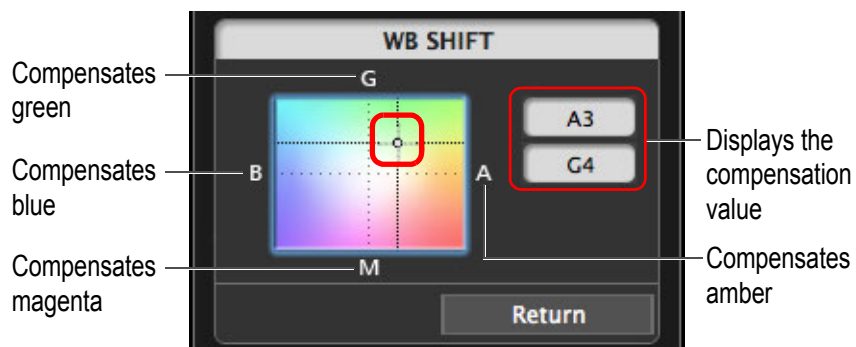 WB SHIFT
Compensates
green
G
A3
G4
Displays the
compensation
value
Compensates
blue
B
A
Compensates
magenta
M
Compensates
amber
Return